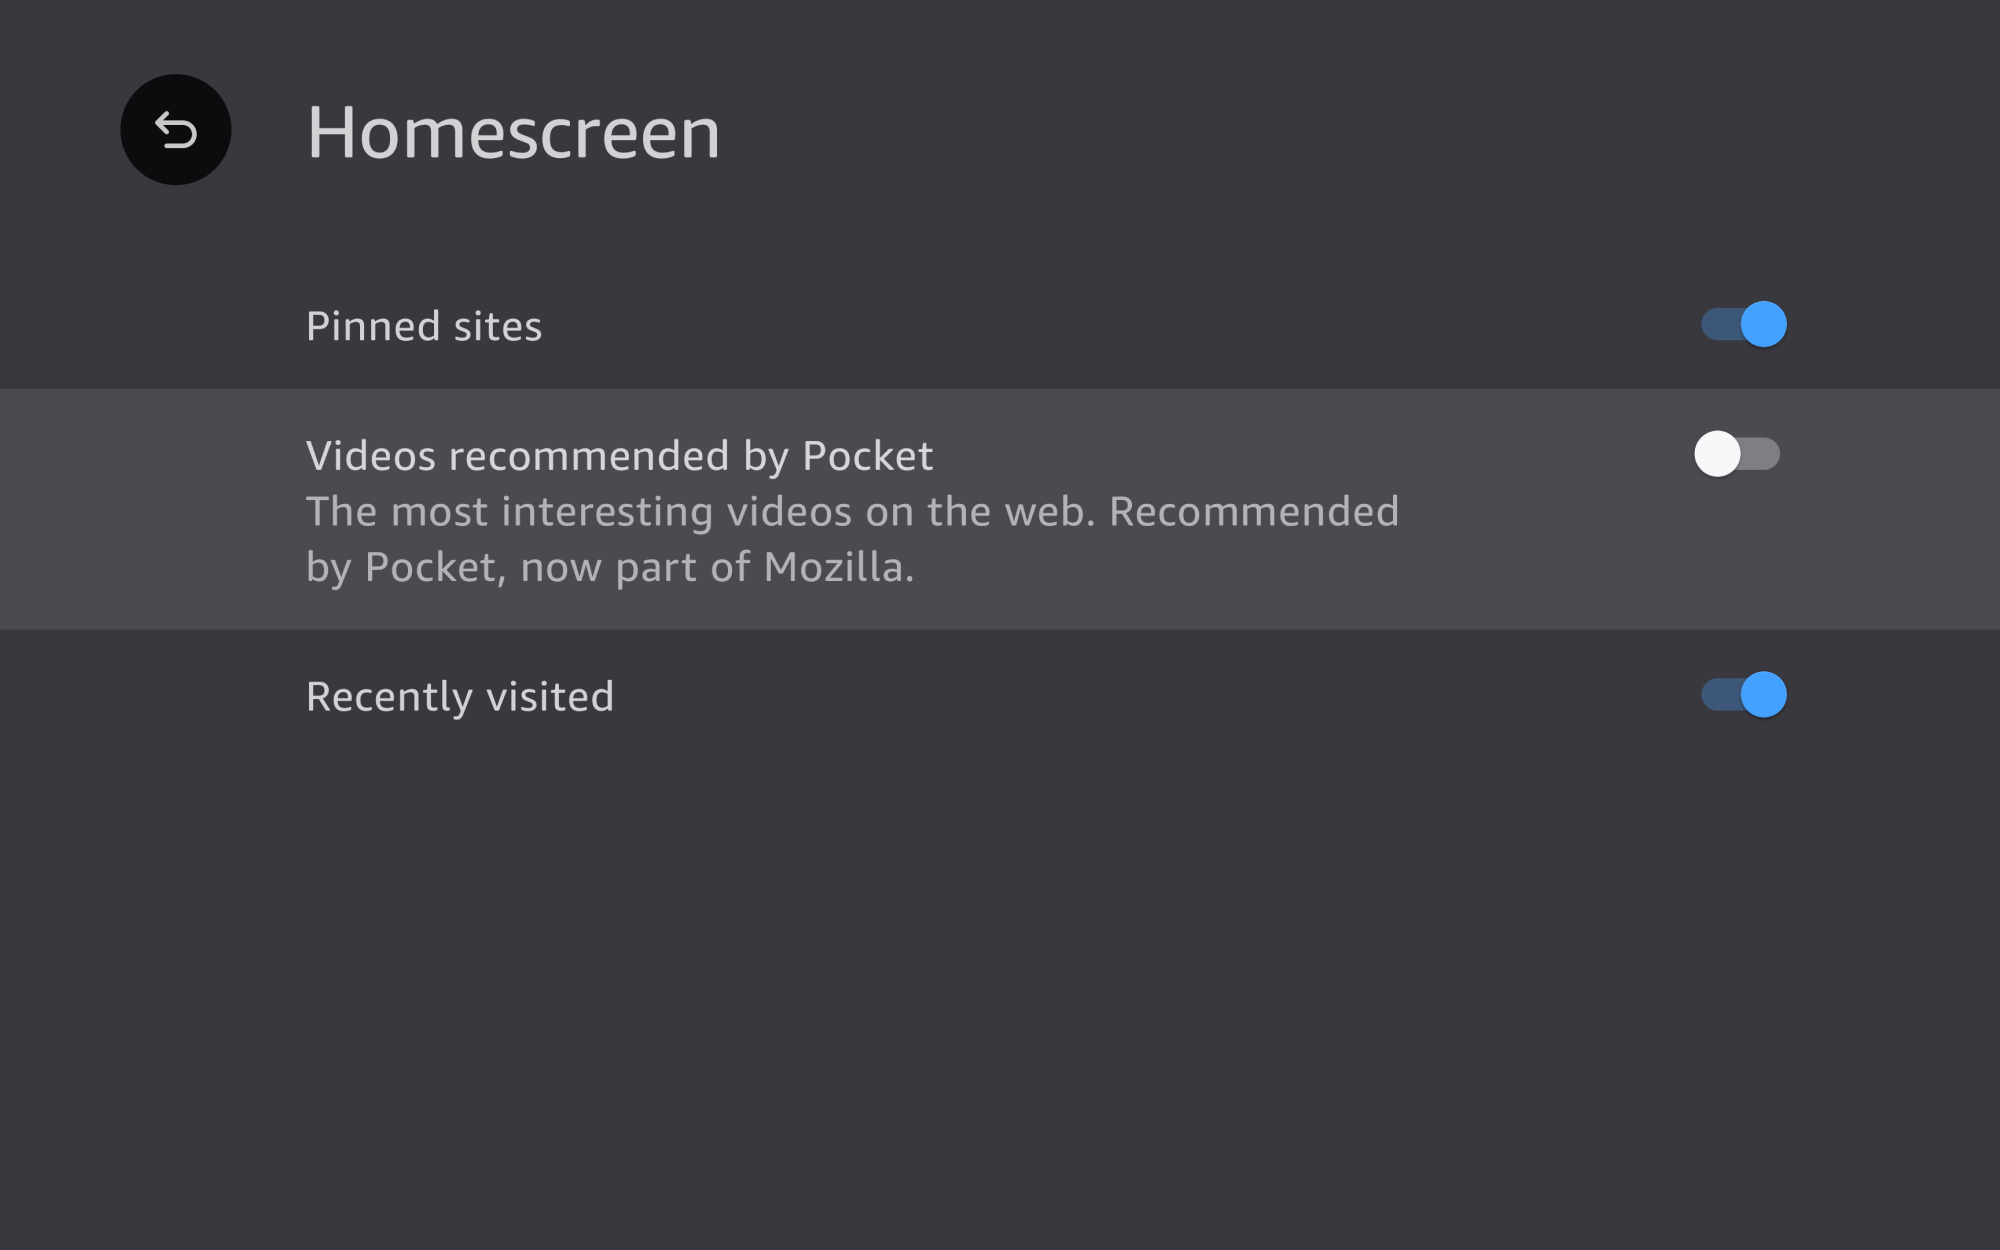 Homescreen
Pinned sites
Videos recommended by Pocket
The most interesting videos on the web. Recommended
by Pocket, now part of Mozilla.
Recently visited